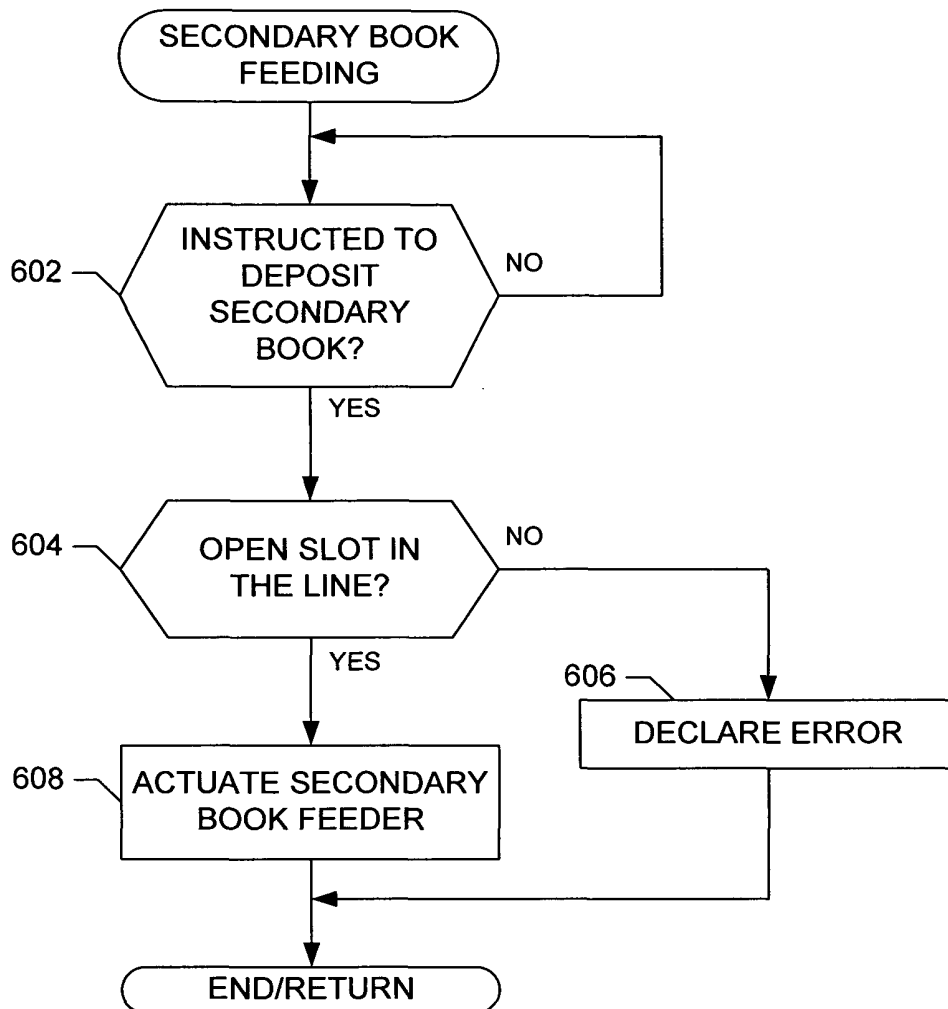 SECONDARY BOOK
FEEDING
602
INSTRUCTED TO
DEPOSIT
SECONDARY
BOOK?
NO
YES
604
OPEN SLOT IN
THE LINE?
NO
YES
606
DECLARE ERROR
608
ACTUATE SECONDARY
BOOK FEEDER
END/RETURN